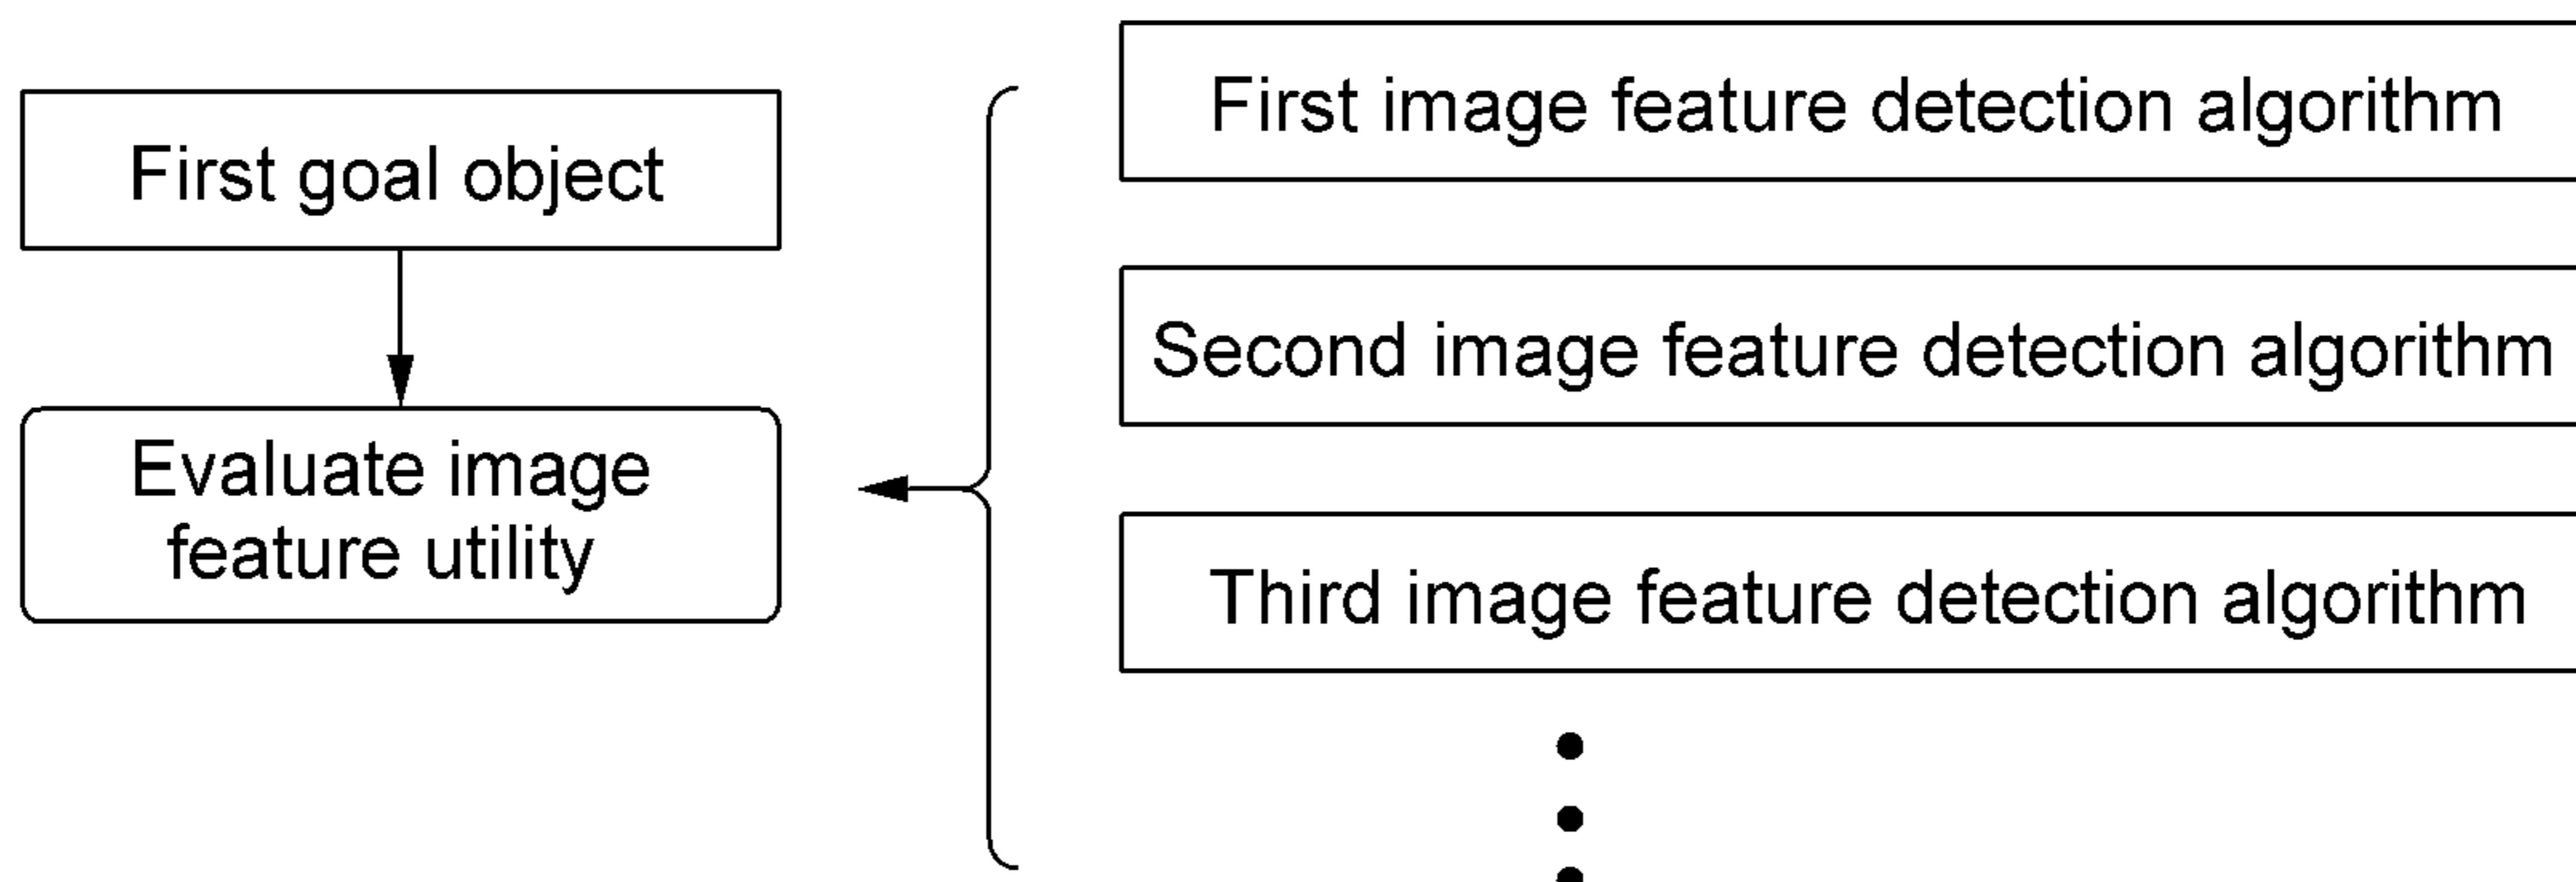 First goal object
Evaluate image
feature utility
First image feature detection algorithm
Second image feature detection algorithm
Third image feature detection algorithm